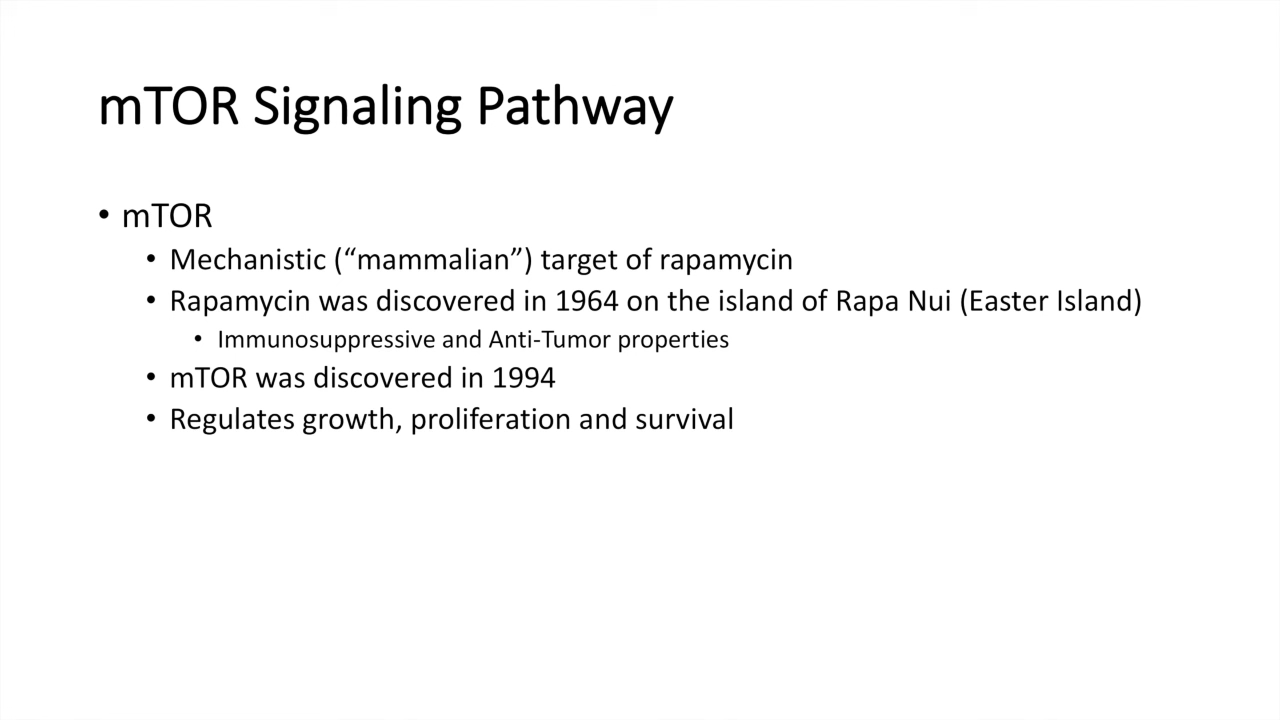 mTOR Signaling Pathway
• mTOR
• Mechanistic (“mammalian”) target of rapamycin
• Rapamycin was discovered in 1964 on the island of Rapa Nui (Easter Island)
• Immunosuppressive and Anti-Tumor properties
• mTOR was discovered in 1994
• Regulates growth, proliferation and survival